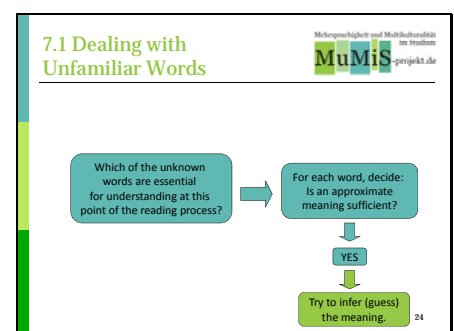 7.1 Dealing with
Unfamiliar Words
Mehrsprachigkeit und Multikulturalität
im Studium
MuMiS-projekt.de
Which of the unknown
words are essential
for understanding at this
point of the reading process?
For each word, decide:
Is an approximate
meaning sufficient?
YES
Try to infer (guess)
the meaning.
24